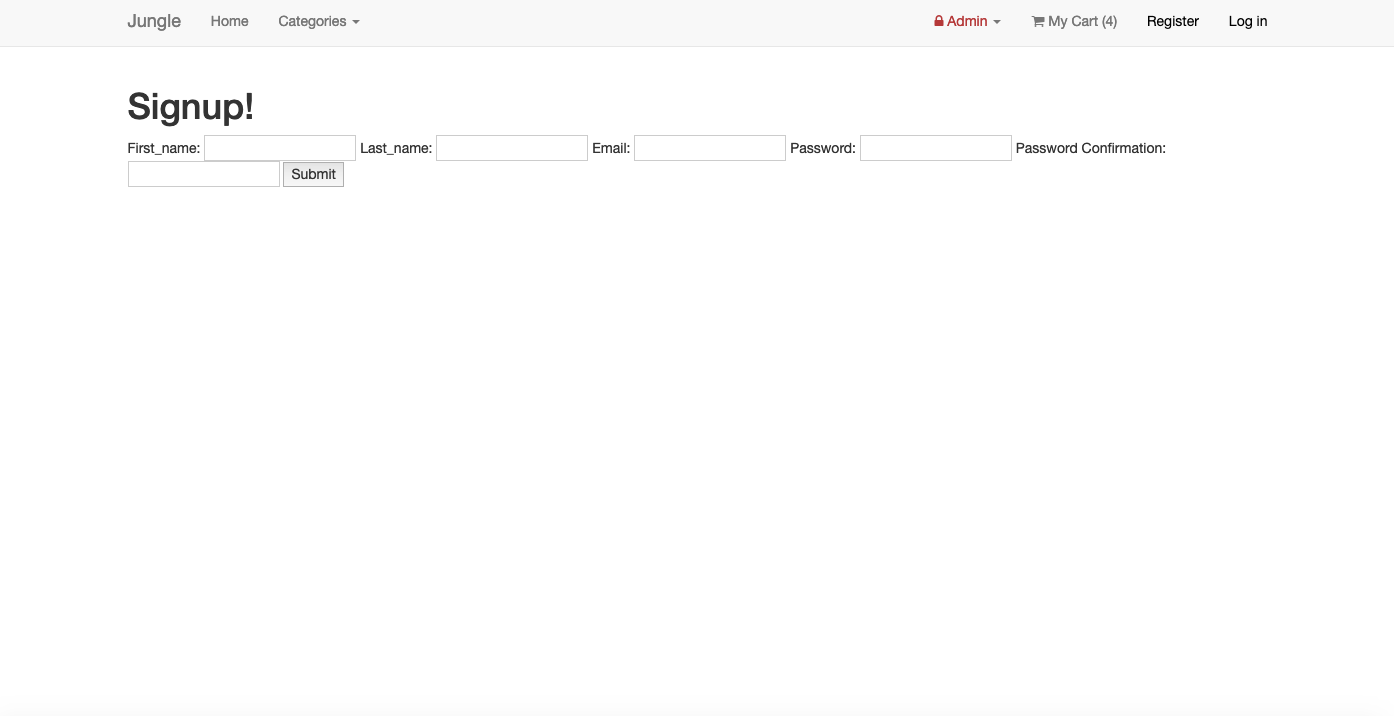 Jungle Home Categories Admin My Cart (4) Register Log in
Signup!
First_name: Last_name: Email: Password: Password Confirmation:
Submit